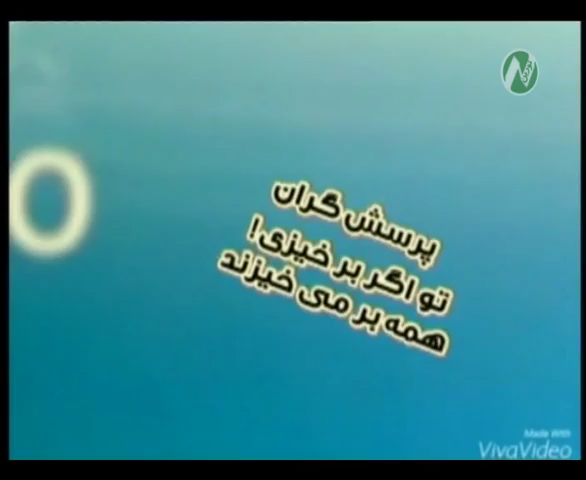 پرسش گران
تو اگر بر خیزی!
همه بر می خیزند
O
Made With
VivaVideo